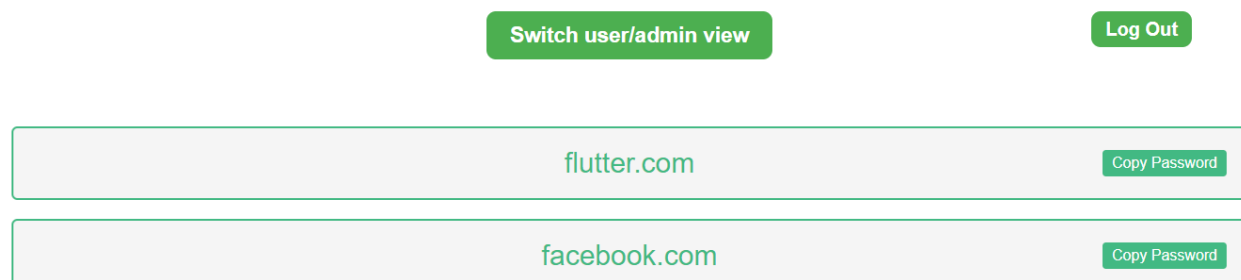 Switch user/admin view
Log Out
flutter.com
Copy Password
facebook.com
Copy Password